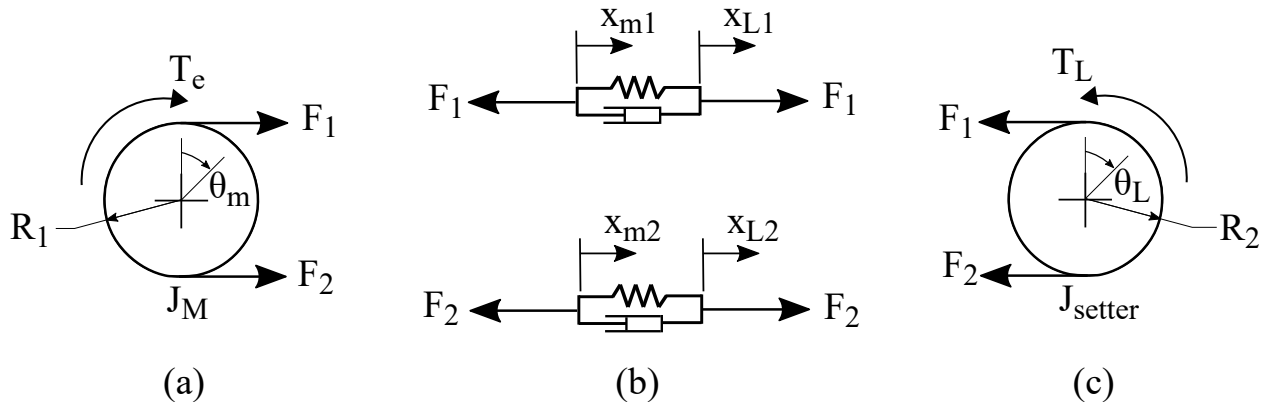 T_e
F_1
θ_m
R_1
F_2
J_M
(a)
x_m1
x_L1
F_1
F_1
x_m2
x_L2
F_2
F_2
(b)
T_L
F_1
θ_L
R_2
F_2
J_setter
(c)